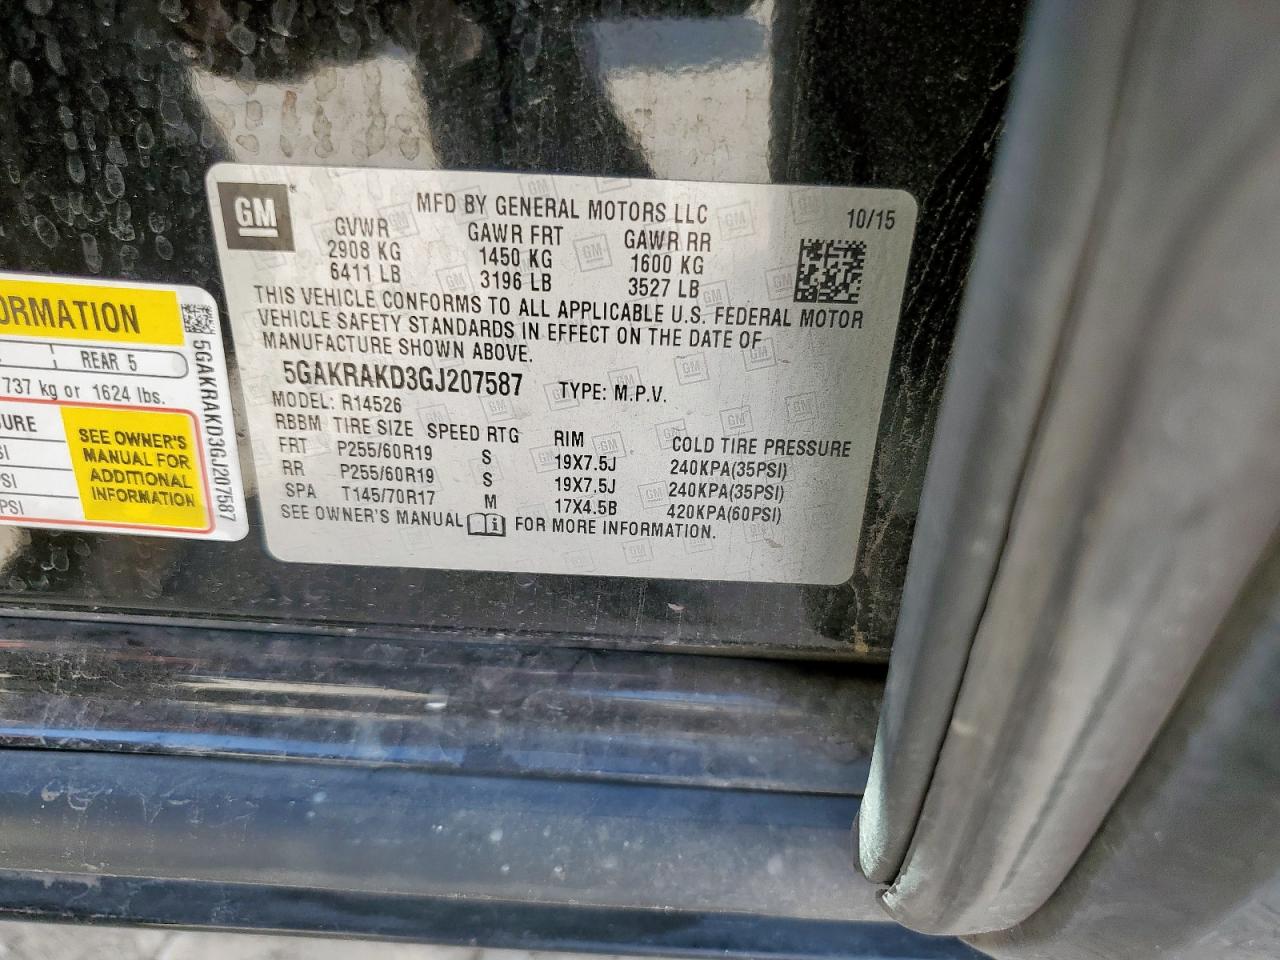 GM
MFD BY GENERAL MOTORS LLC
10/15
GVWR GAWR FRT GAWR RR
2908 KG 1450 KG 1600 KG
6411 LB 3196 LB 3527 LB
THIS VEHICLE CONFORMS TO ALL APPLICABLE U.S. FEDERAL MOTOR
VEHICLE SAFETY STANDARDS IN EFFECT ON THE DATE OF
MANUFACTURE SHOWN ABOVE.
5GAKRAKD3GJ207587 TYPE: M.P.V.
MODEL: R14526
RBBM TIRE SIZE SPEED RTG RIM COLD TIRE PRESSURE
FRT P255/60R19 S 19X7.5J 240KPA(35PSI)
RR P255/60R19 S 19X7.5J 240KPA(35PSI)
SPA T145/70R17 M 17X4.5B 420KPA(60PSI)
SEE OWNER'S MANUAL i FOR MORE INFORMATION.
ORMATION
REAR 5
737 kg or 1624 lbs.
URE
SI
SI
PSI
SEE OWNER'S
MANUAL FOR
ADDITIONAL
INFORMATION
5GAKRAKD3GJ207587